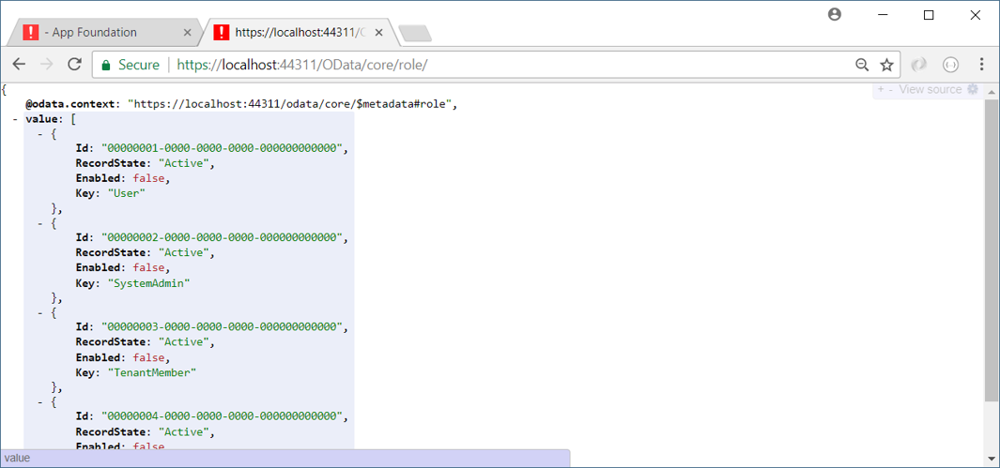 - App Foundation
https://localhost:44311/O
Secure
https://localhost:44311/OData/core/role/
+ - View source
{
@odata.context: "https://localhost:44311/odata/core/$metadata#role",
- value: [
- {
Id: "00000001-0000-0000-0000-000000000000",
RecordState: "Active",
Enabled: false,
Key: "User"
},
- {
Id: "00000002-0000-0000-0000-000000000000",
RecordState: "Active",
Enabled: false,
Key: "SystemAdmin"
},
- {
Id: "00000003-0000-0000-0000-000000000000",
RecordState: "Active",
Enabled: false,
Key: "TenantMember"
},
- {
Id: "00000004-0000-0000-0000-000000000000",
RecordState: "Active",
Enabled: false
value